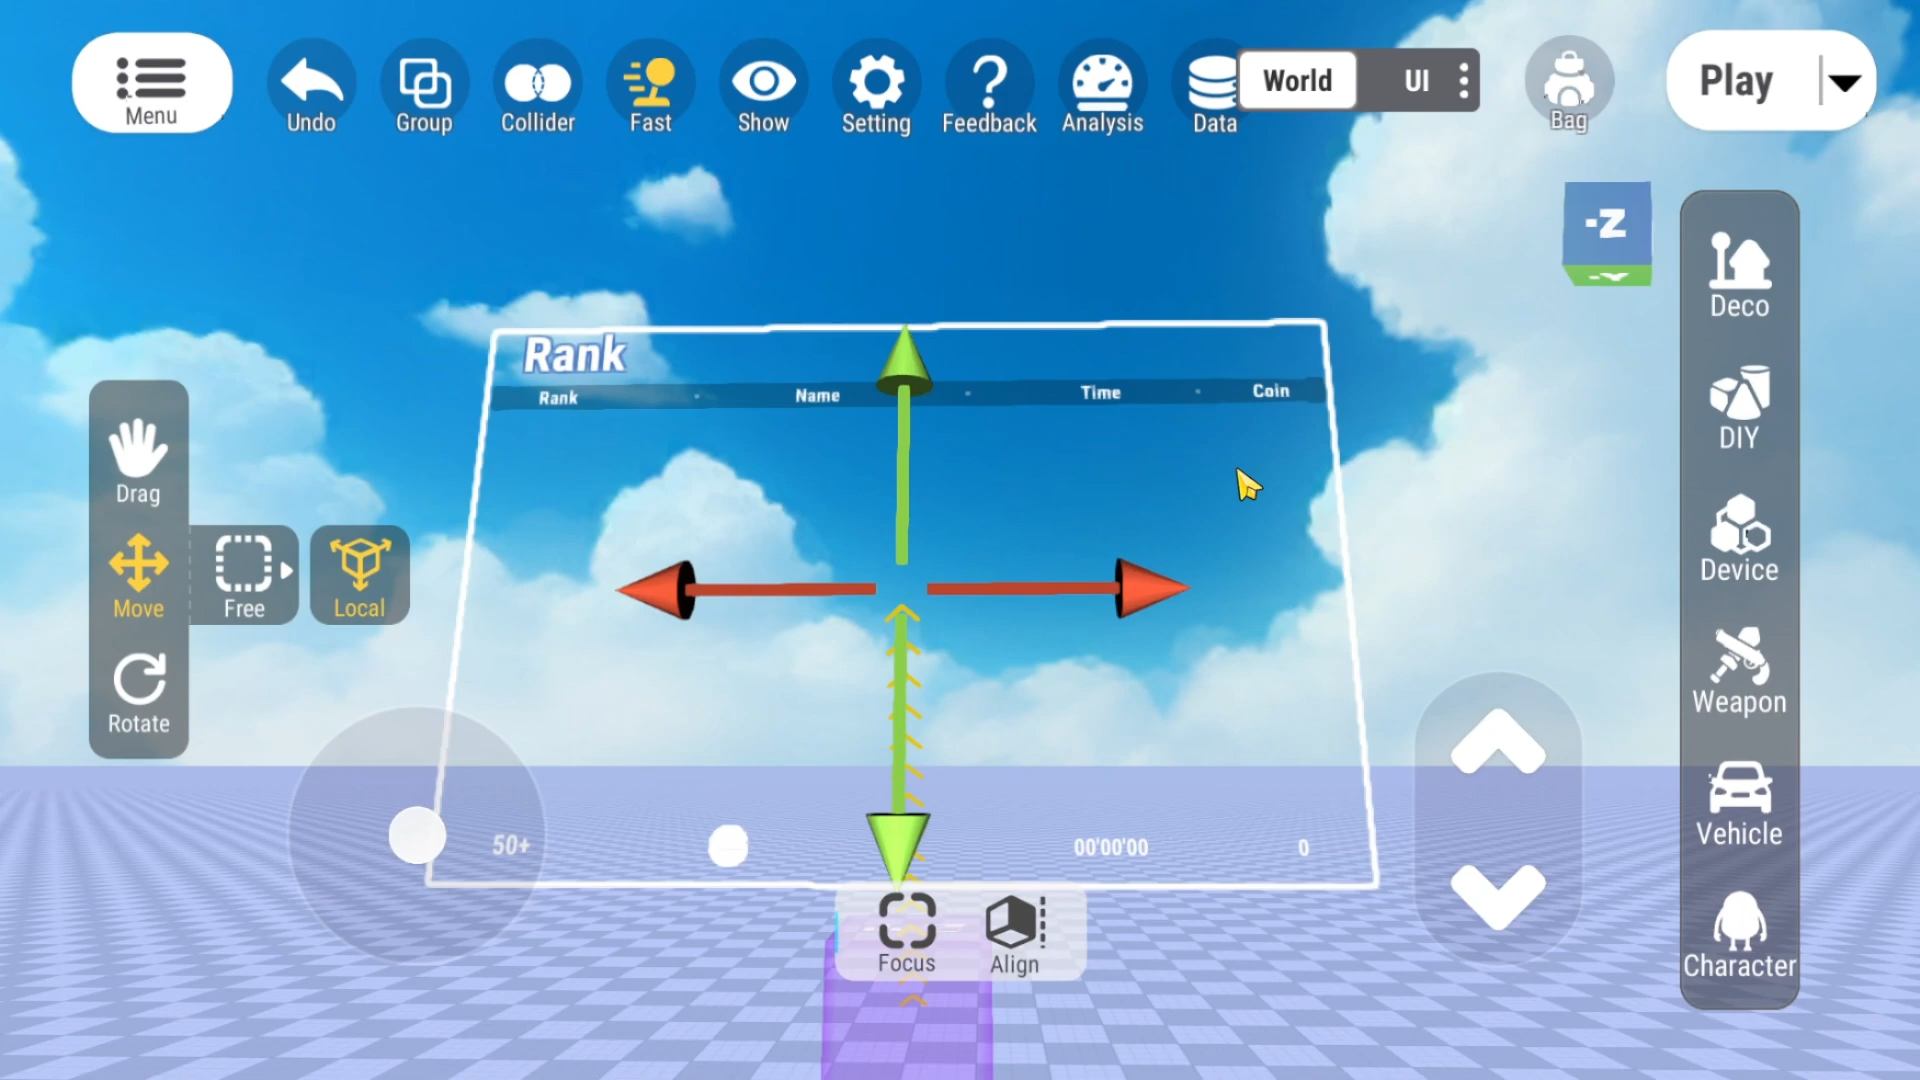 Menu
Undo
Group
Collider
Fast
Show
Setting
Feedback
Analysis
Data
World
UI
Bag
Play
-Z
-Y
Deco
DIY
Device
Weapon
Vehicle
Character
Drag
Move
Free
Local
Rotate
Rank
Rank - Name - Time - Coin
50+ 00'00'00 0
Focus
Align